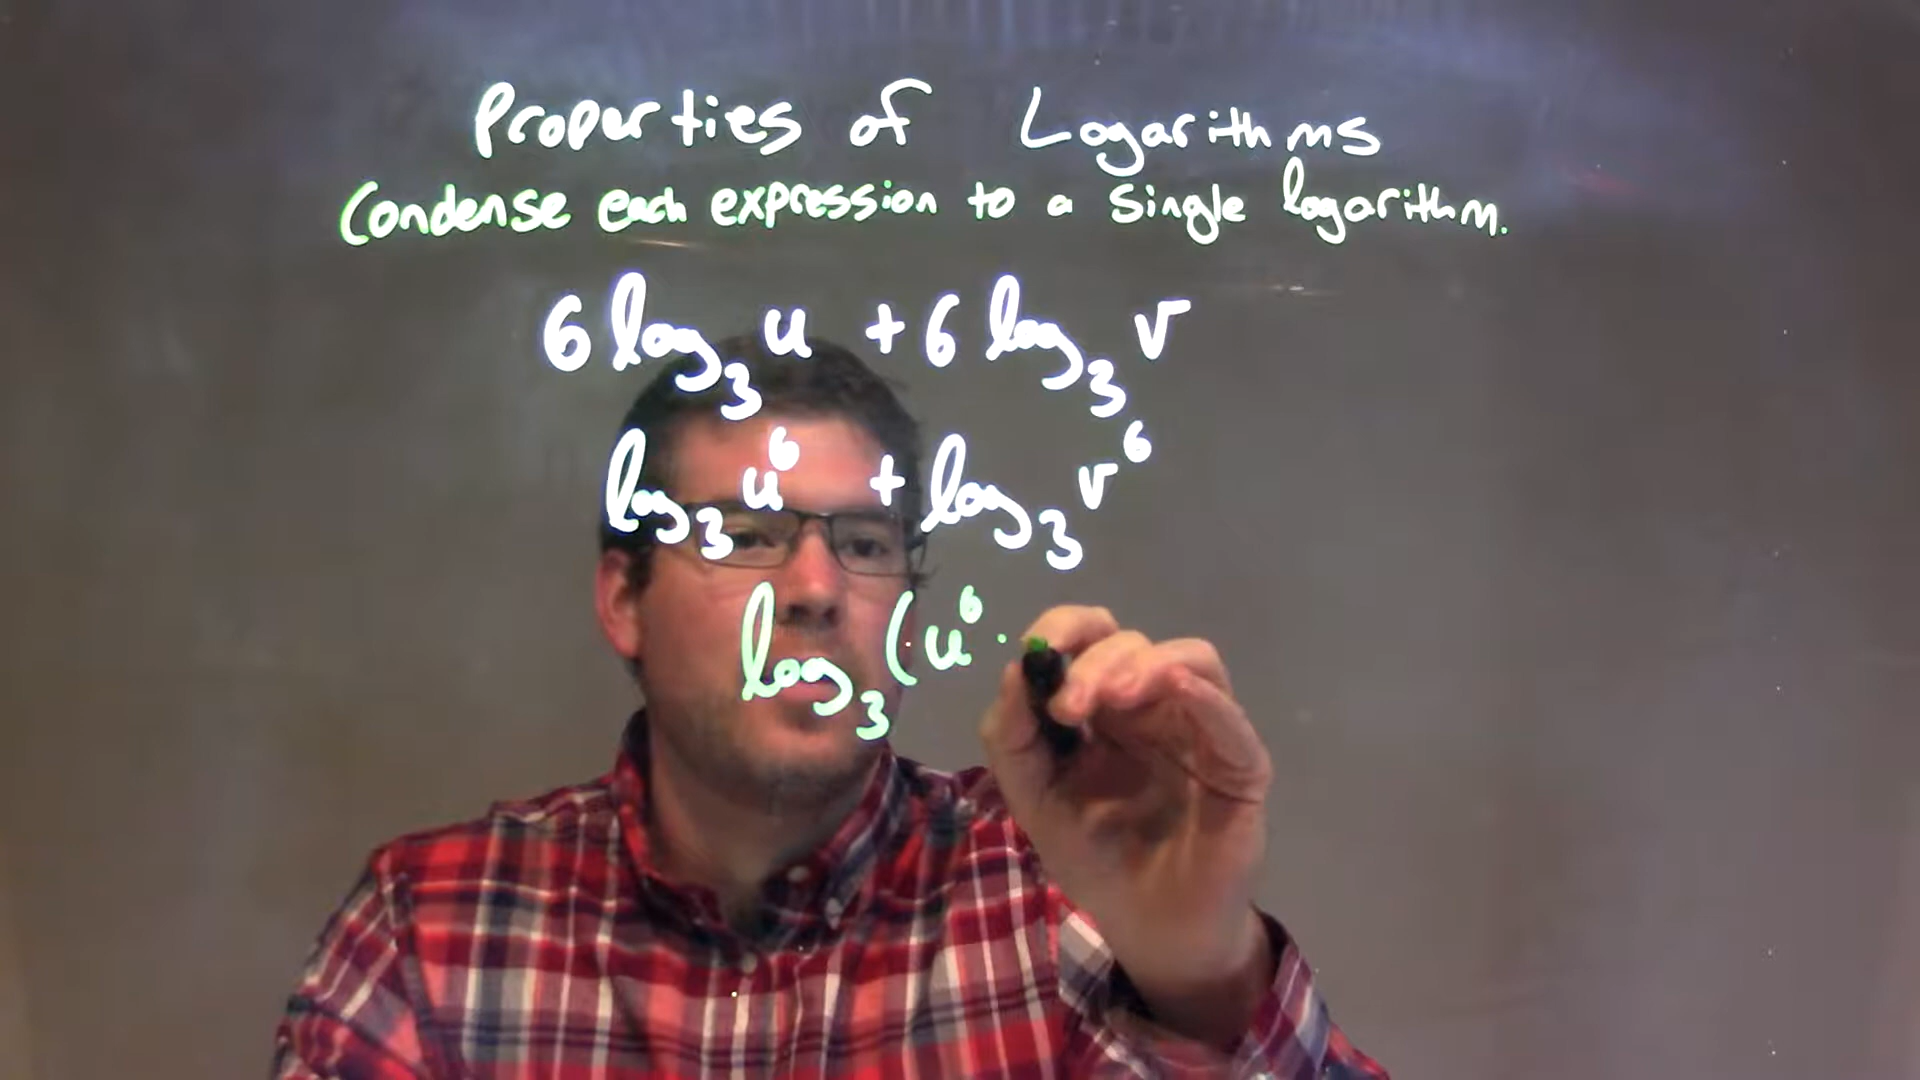 Properties of Logarithms
Condense each expression to a single logarithm.
6 log₃ u + 6 log₃ v
log₃ u⁶ + log₃ v⁶
log₃ (u⁶ ·